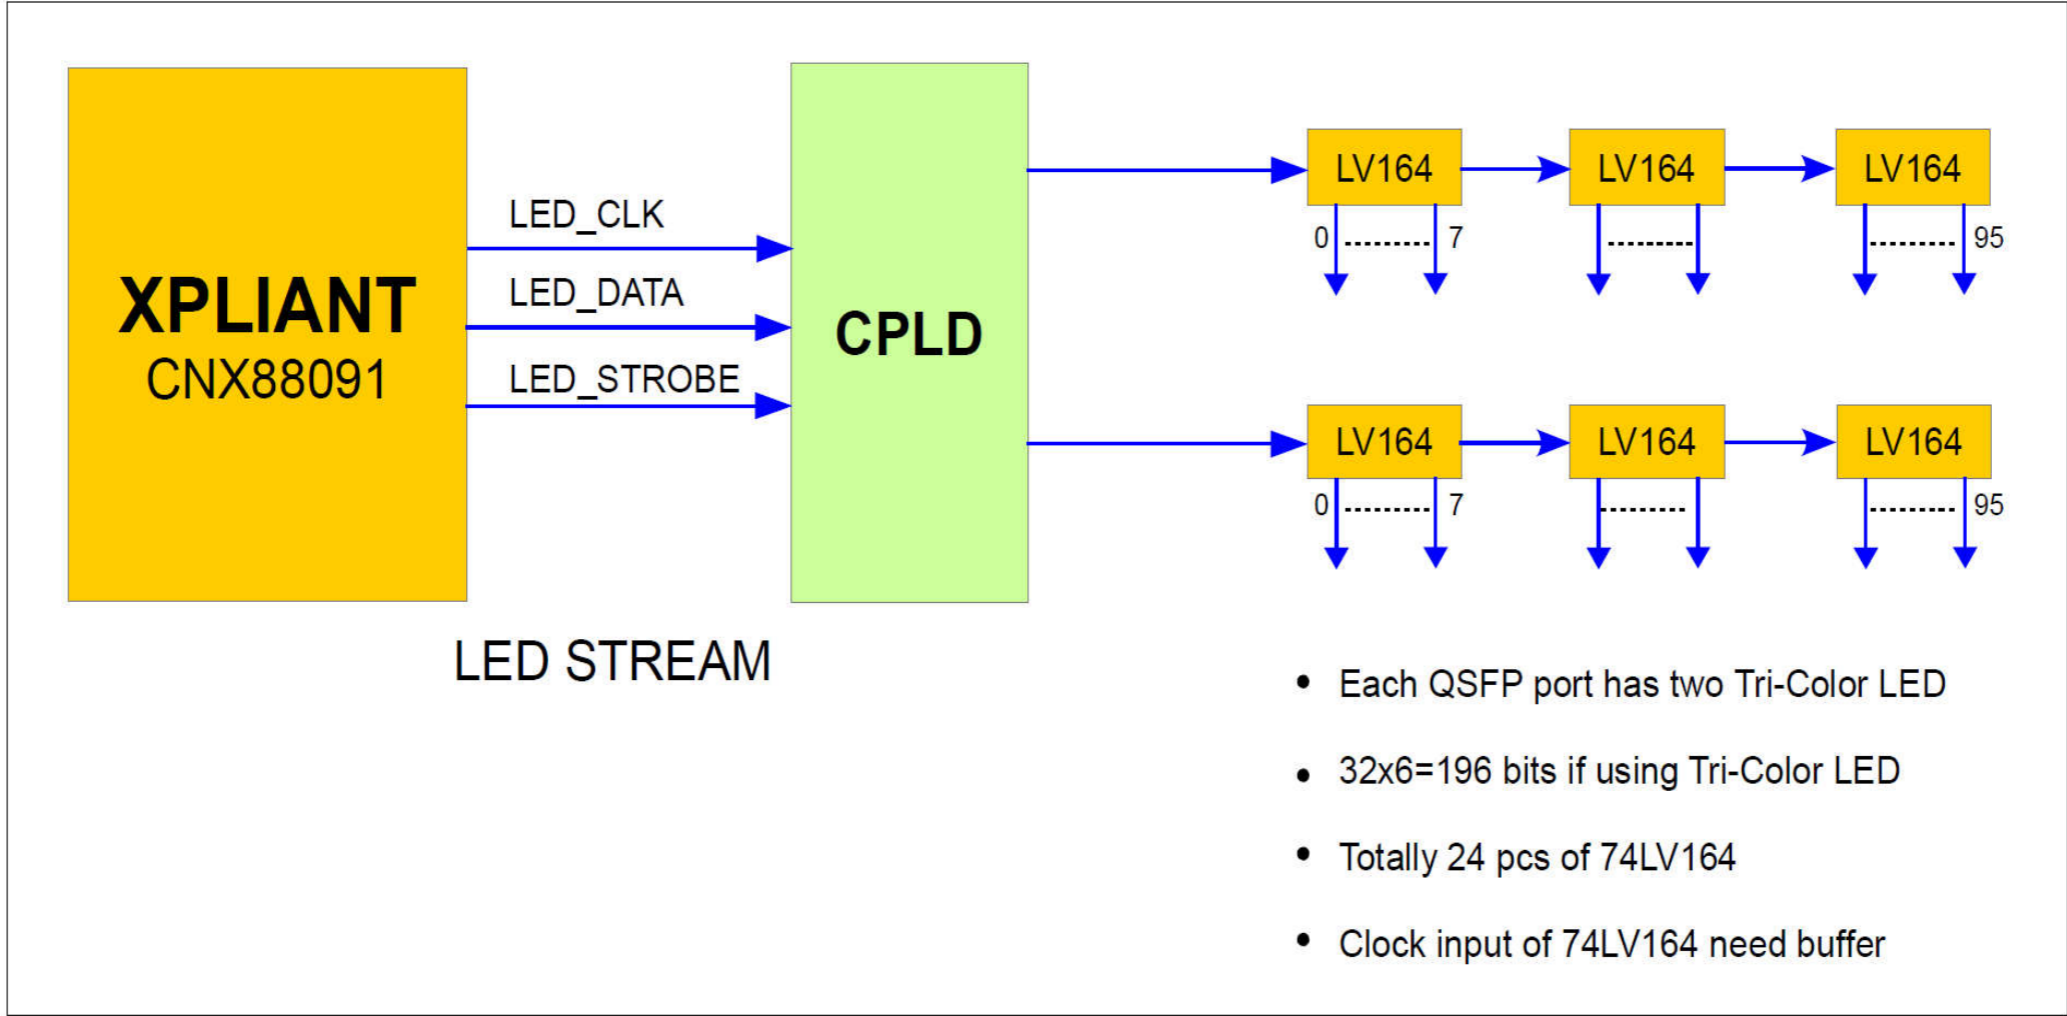 XPLIANT
CNX88091
LED_CLK
LED_DATA
LED_STROBE
CPLD
LV164 LV164 LV164
0 7 95
LV164 LV164 LV164
0 7 95
LED STREAM
• Each QSFP port has two Tri-Color LED
• 32x6=196 bits if using Tri-Color LED
• Totally 24 pcs of 74LV164
• Clock input of 74LV164 need buffer